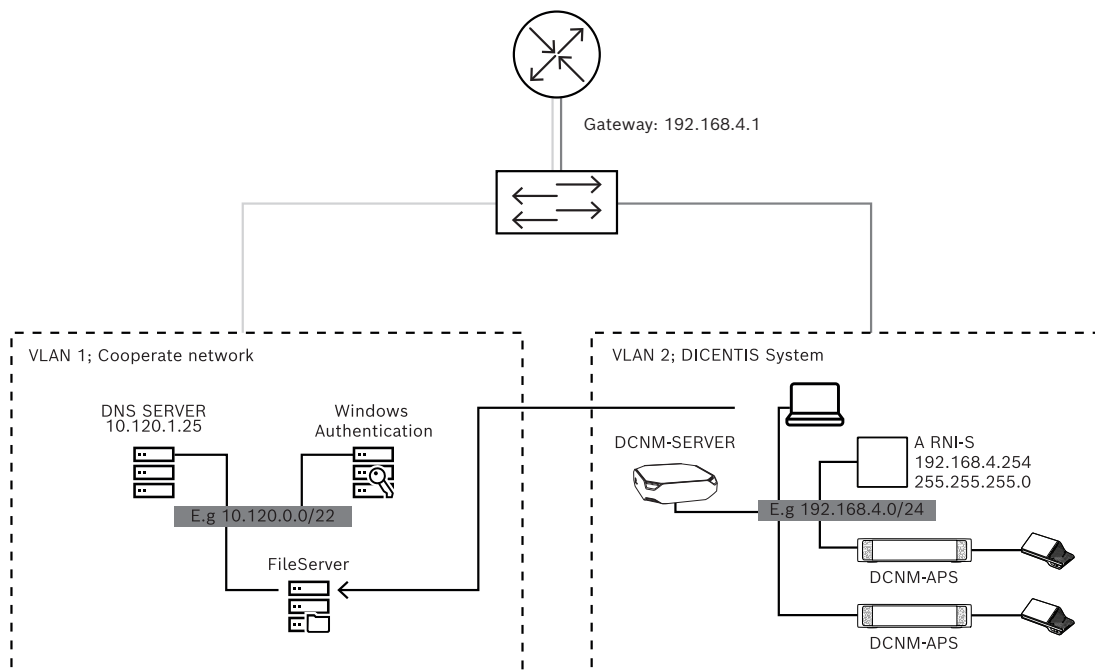 Gateway: 192.168.4.1
VLAN 1; Cooperate network
DNS SERVER
10.120.1.25
Windows
Authentication
E.g 10.120.0.0/22
FileServer
VLAN 2; DICENTIS System
DCNM-SERVER
A RNI-S
192.168.4.254
255.255.255.0
E.g 192.168.4.0/24
DCNM-APS
DCNM-APS